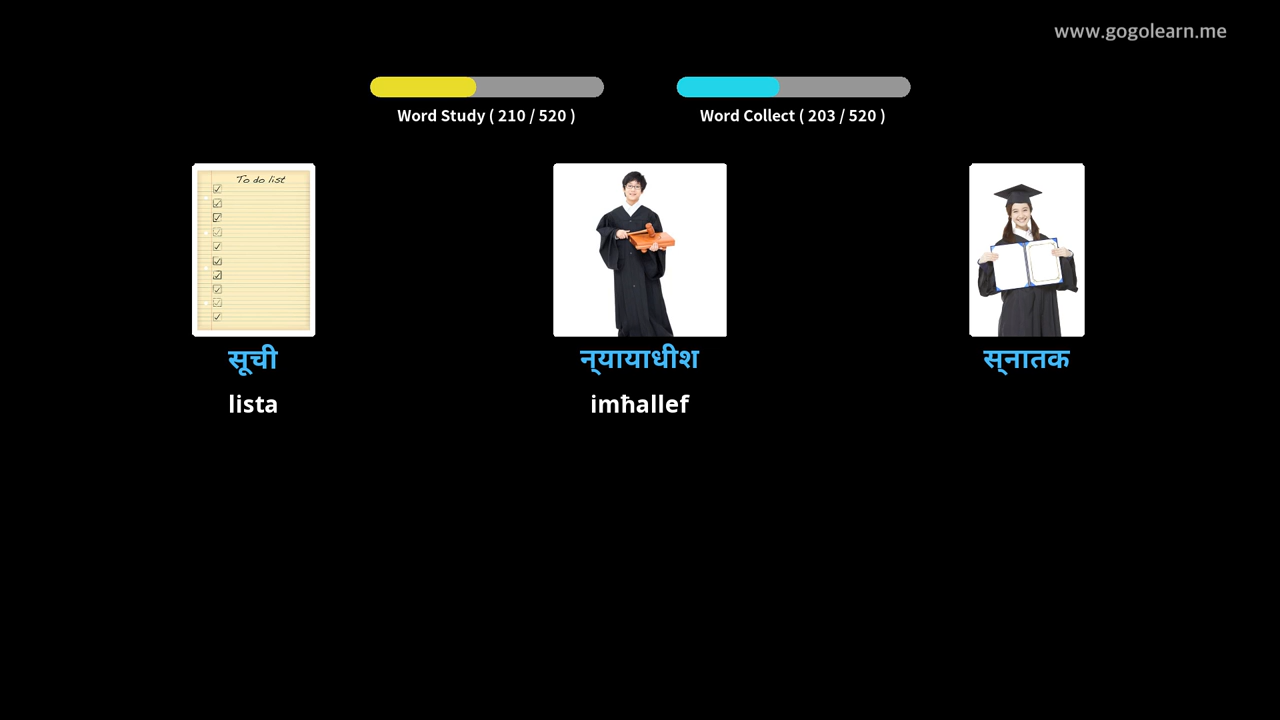 www.gogolearn.me
Word Study ( 210 / 520 )
Word Collect ( 203 / 520 )
To do list
सूची
न्यायाधीश
स्नातक
lista
imħallef